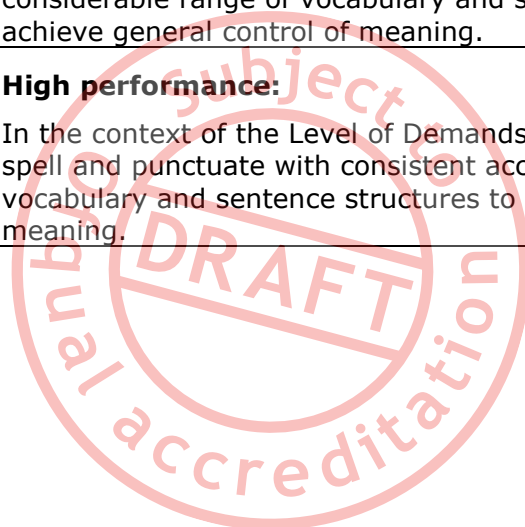 considerable range of vocabulary and s
achieve general control of meaning.
High performance:
In the context of the Level of Demands
spell and punctuate with consistent acc
vocabulary and sentence structures to
meaning.
Subject to
DRAFT
ual accreditation